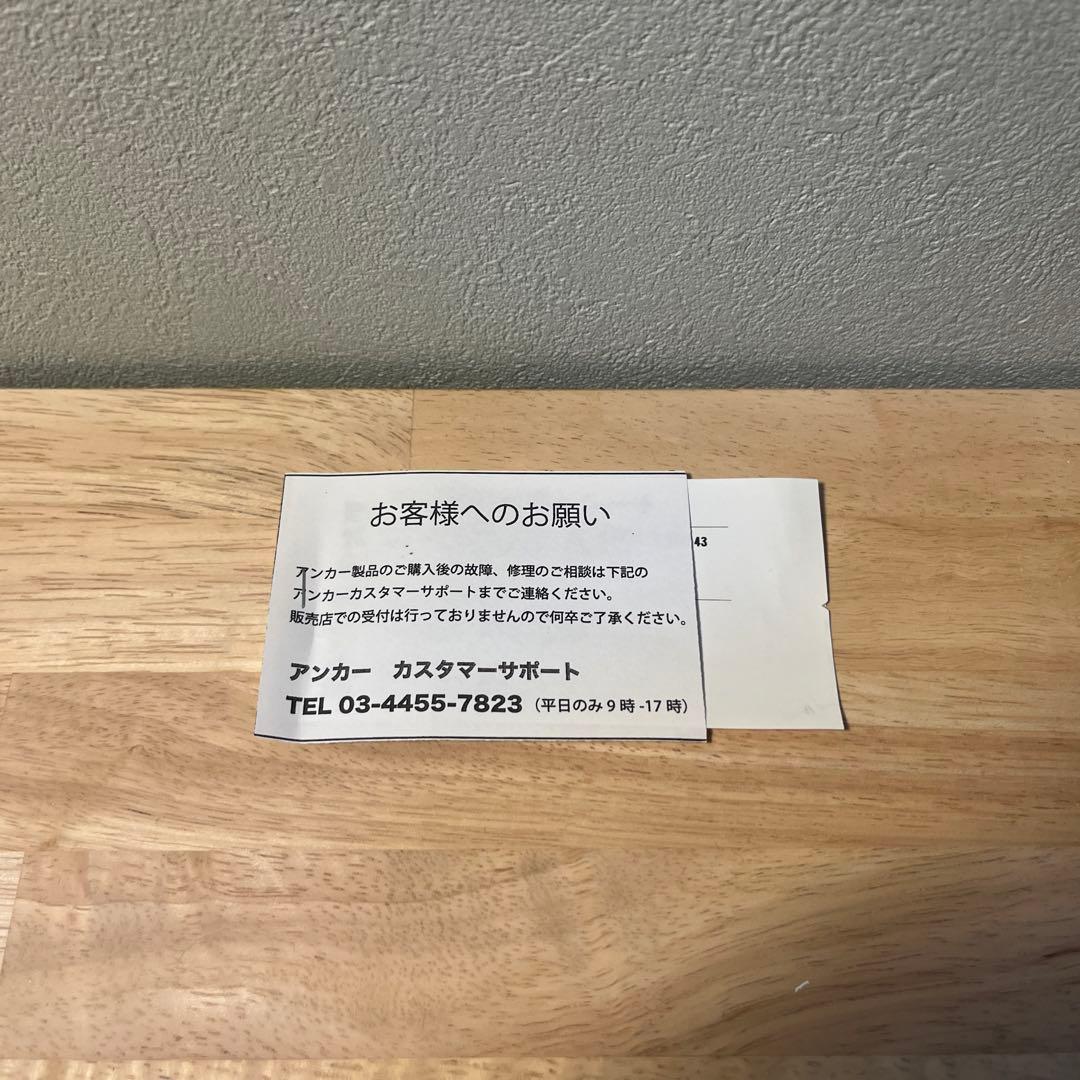 お客様へのお願い
アンカー製品のご購入後の故障、修理のご相談は下記の
アンカーカスタマーサポートまでご連絡ください。
販売店での受付は行っておりませんので何卒ご了承ください。
アンカー　カスタマーサポート
TEL 03-4455-7823（平日のみ9時-17時）
43